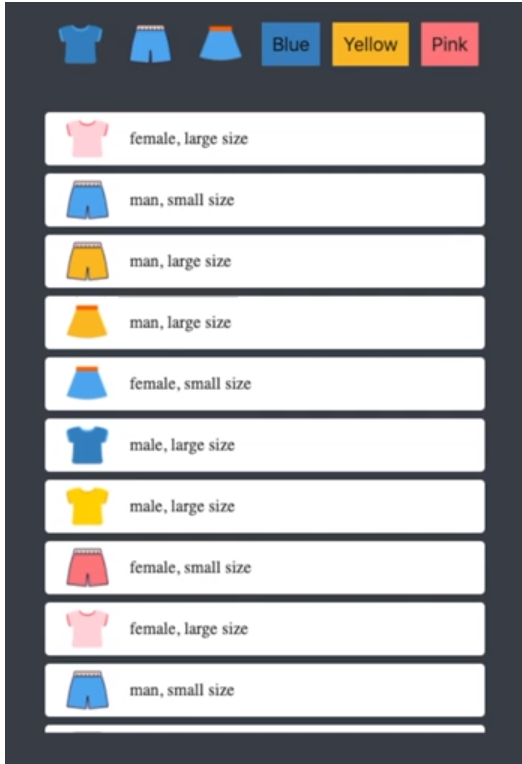 Blue Yellow Pink
female, large size
man, small size
man, large size
man, large size
female, small size
male, large size
male, large size
female, small size
female, large size
man, small size